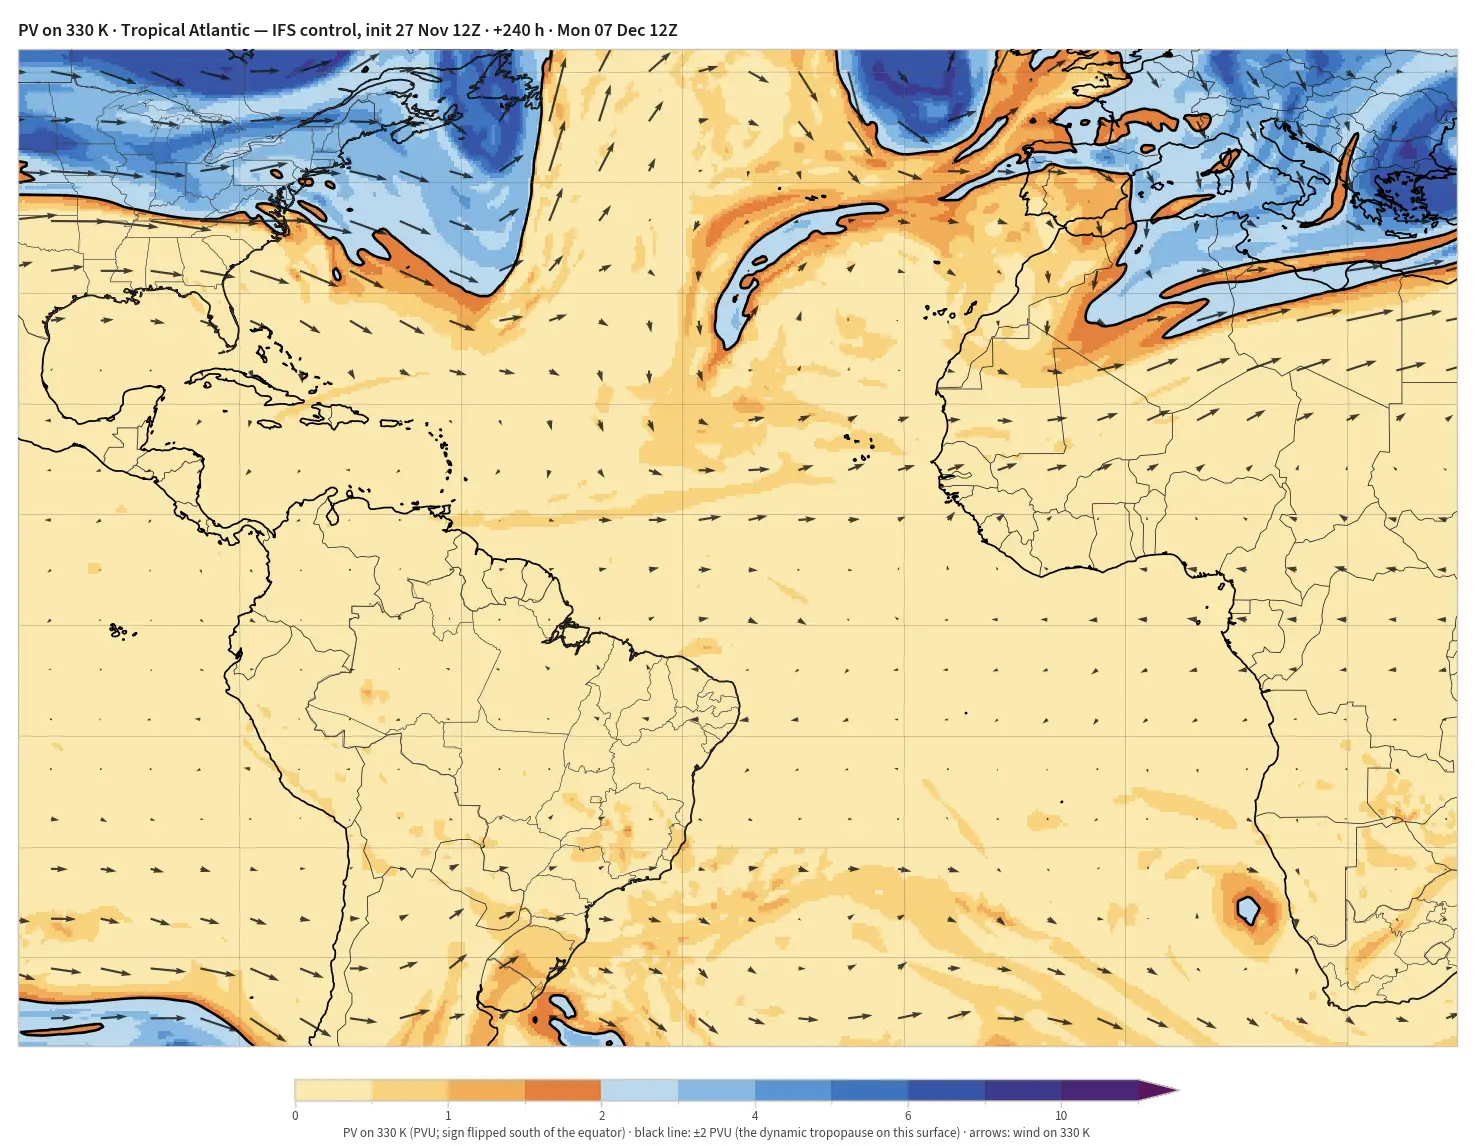 PV on 330 K · Tropical Atlantic — IFS control, init 27 Nov 12Z · +240 h · Mon 07 Dec 12Z
0 1 2 4 6 8 10
PV on 330 K (PVU; sign flipped south of the equator) · black line: ±2 PVU (the dynamic tropopause on this surface) · arrows: wind on 330 K